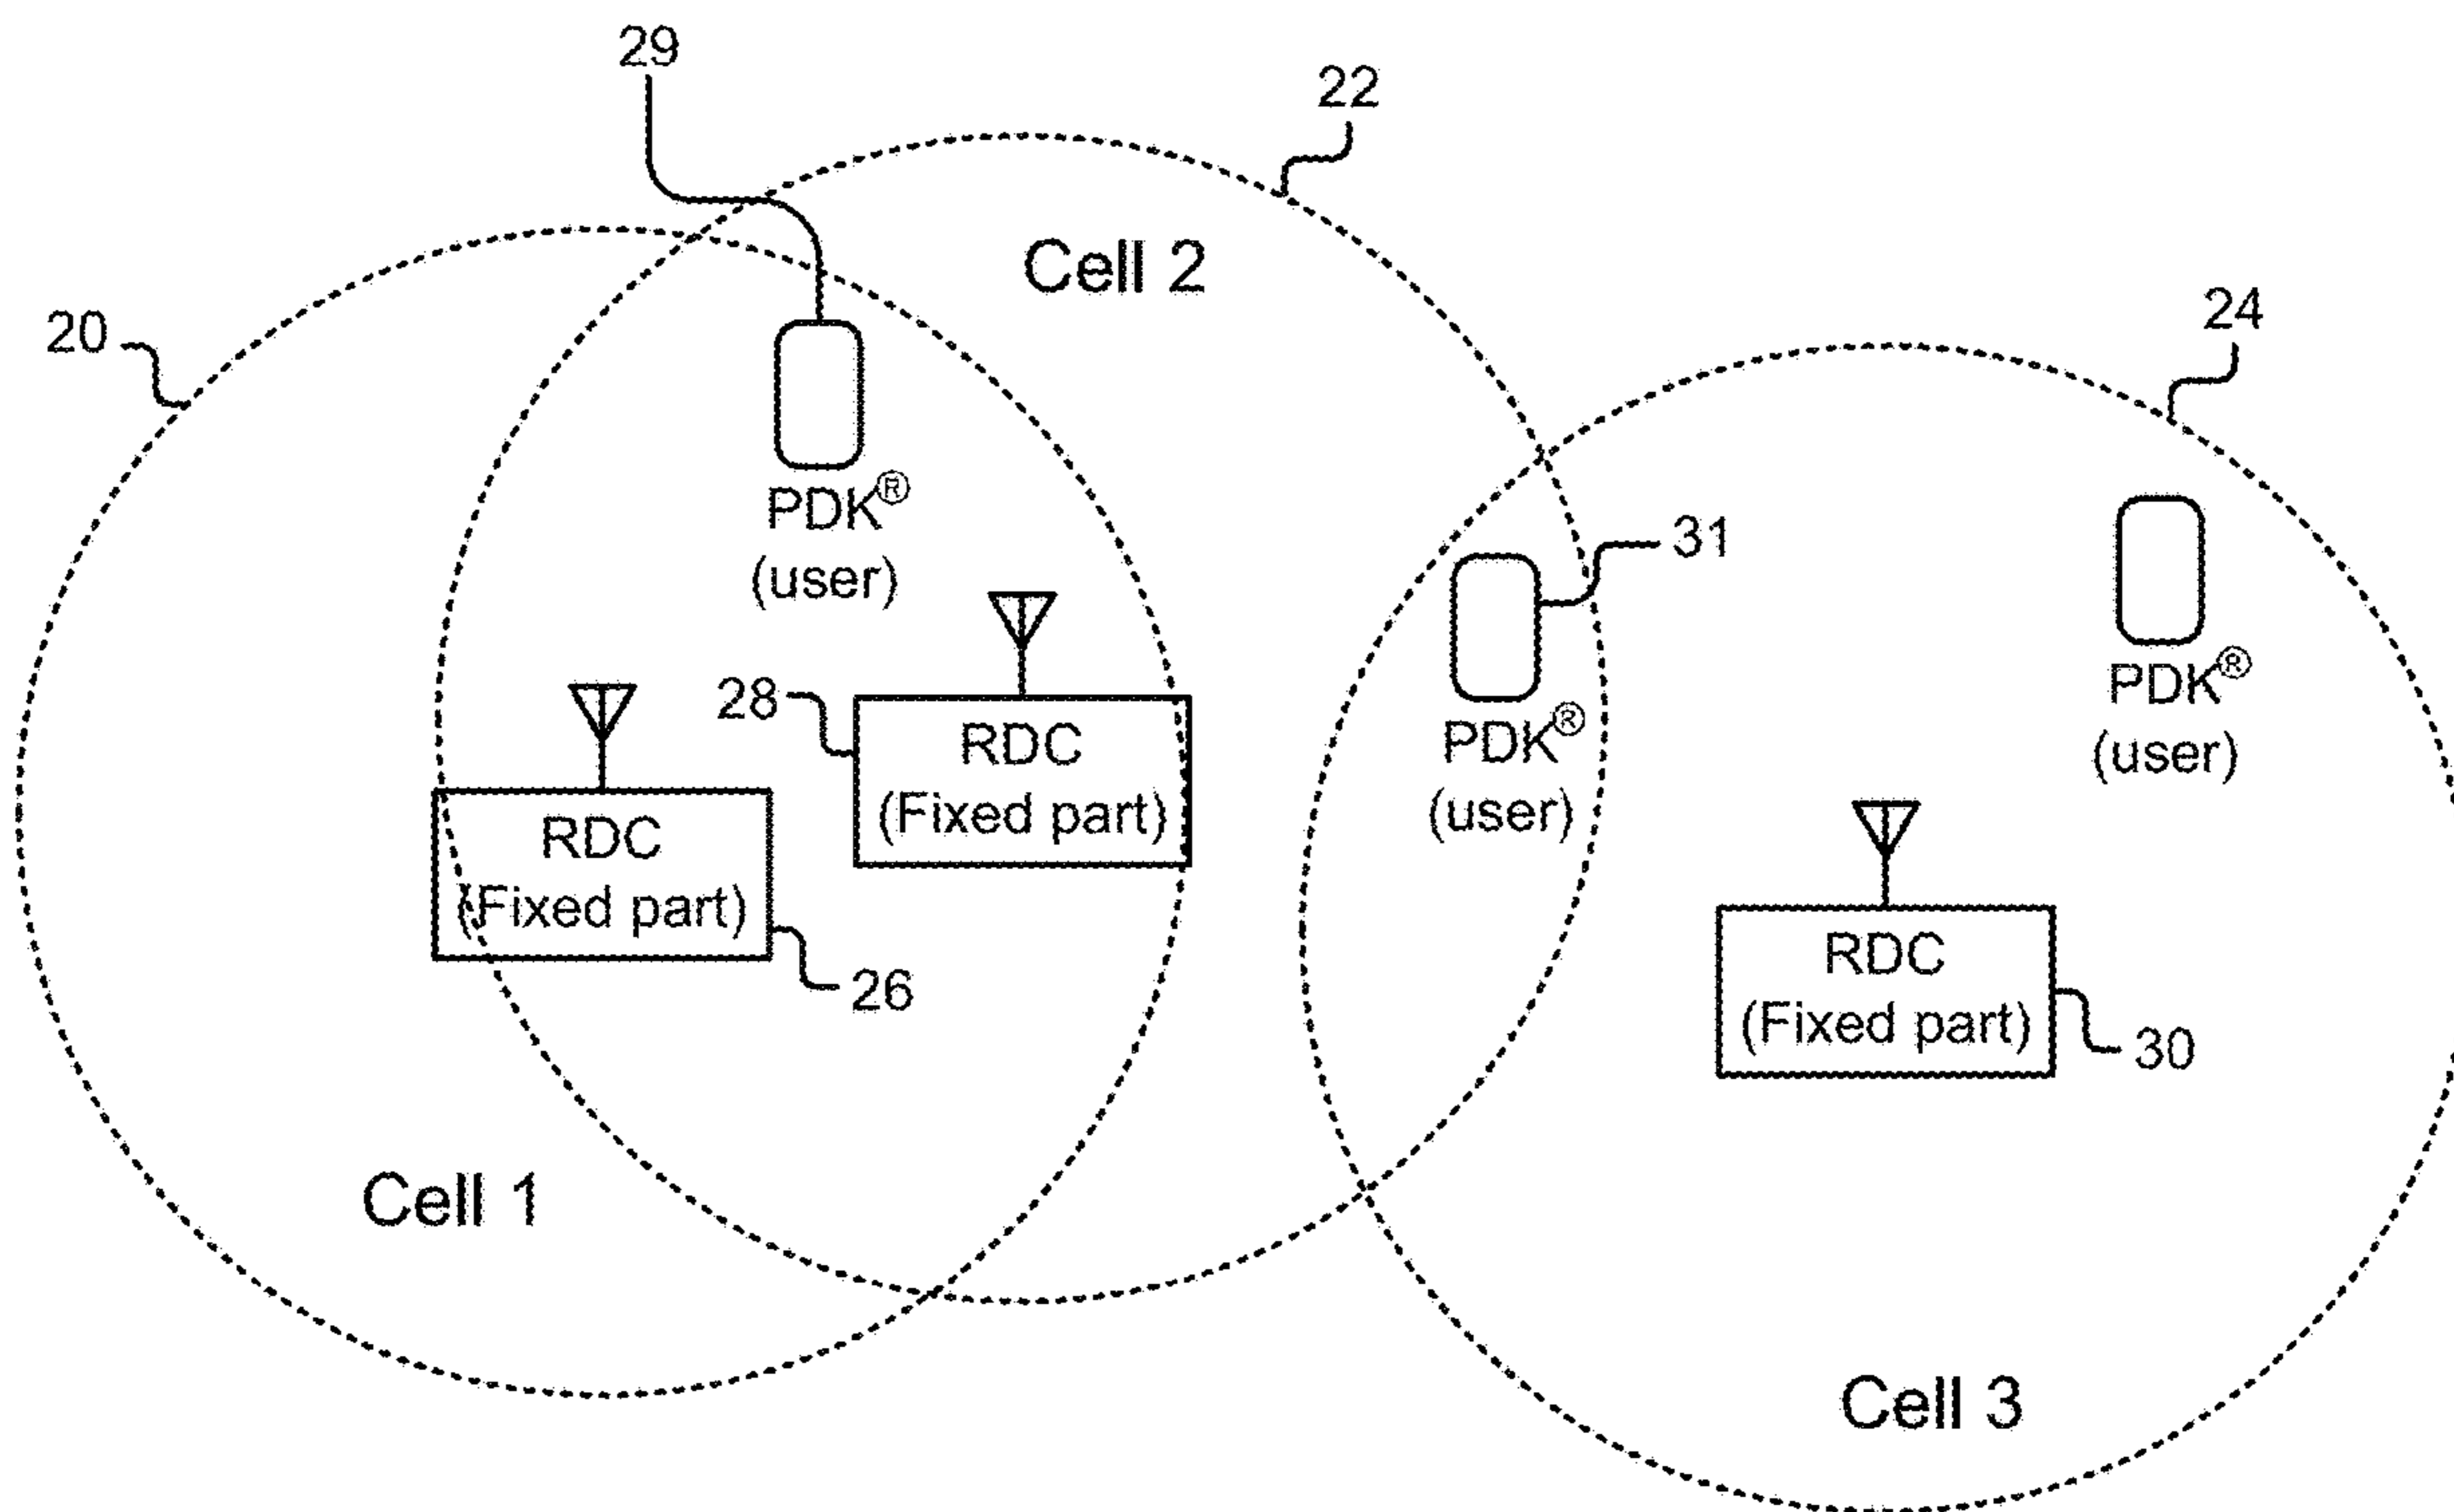 29
22
Cell 2
24
20
PDK®
(user)
31
PDK®
(user)
28
RDC
(Fixed part)
PDK®
(user)
RDC
(Fixed part)
26
RDC
(Fixed part)
30
Cell 1
Cell 3